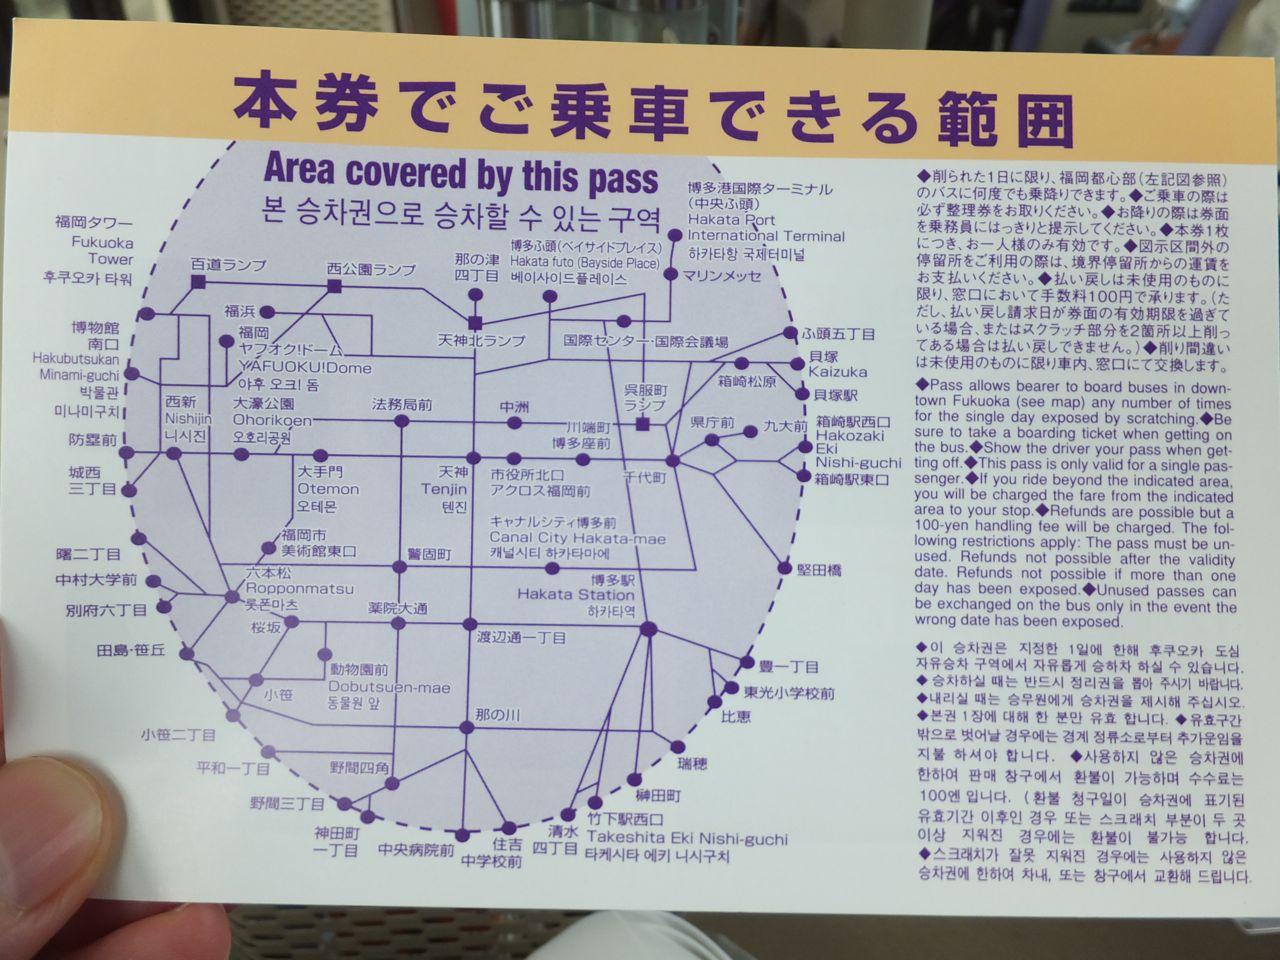 本券でご乗車できる範囲
Area covered by this pass
본 승차권으로 승차할 수 있는 구역
福岡タワー
Fukuoka
Tower
후쿠오카 타워
百道ランプ
西公園ランプ
那の津
四丁目
博多ふ頭(ベイサイドプレイス)
Hakata futo (Bayside Place)
베이사이드플레이스
博多港国際ターミナル
(中央ふ頭)
Hakata Port
International Terminal
하카타항 국제터미널
マリンメッセ
福浜
福岡
ヤフオク!ドーム
YAFUOKU!Dome
야후 오크! 돔
天神北ランプ
国際センター・国際会議場
ふ頭五丁目
博物館
南口
Hakubutsukan
Minami-guchi
박물관
미나미구치
貝塚
Kaizuka
箱崎松原
貝塚駅
西新
Nishijin
니시진
大濠公園
Ohorikoen
오호리공원
法務局前
中洲
呉服町
ランプ
川端町
博多座前
県庁前
九大前
箱崎駅西口
Hakozaki
Eki
Nishi-guchi
箱崎駅東口
防塁前
城西
三丁目
大手門
Otemon
오테몬
天神
Tenjin
텐진
市役所北口
アクロス福岡前
千代町
福岡市
美術館東口
キャナルシティ博多前
Canal City Hakata-mae
캐널시티 하카타마에
警固町
曙二丁目
中村大学前
別府六丁目
六本松
Ropponmatsu
롯폰마츠
薬院大通
博多駅
Hakata Station
하카타역
堅田橋
桜坂
渡辺通一丁目
田島・笹丘
動物園前
Dobutsuen-mae
동물원 앞
小笹
豊一丁目
東光小学校前
比恵
那の川
小笹二丁目
平和一丁目
野間四角
瑞穂
野間三丁目
榊田町
神田町
一丁目
中央病院前
住吉
中学校前
清水
四丁目
竹下駅西口
Takeshita Eki Nishi-guchi
타케시타 에키 니시구치
◆削られた1日に限り、福岡都心部(左記図参照)
のバスに何度でも乗降りできます。◆ご乗車の際は
必ず整理券をお取りください。◆お降りの際は券面
を乗務員にはっきりと提示してください。◆本券1枚
につき、お一人様のみ有効です。◆図示区間外の
停留所をご利用の際は、境界停留所からの運賃を
お支払いください。◆払い戻しは未使用のものに
限り、窓口において手数料100円で承ります。(た
だし、払い戻し請求日が券面の有効期限を過ぎて
いる場合、またはスクラッチ部分を2箇所以上削っ
てある場合は払い戻しできません。)◆削り間違い
は未使用のものに限り車内、窓口にて交換します。
◆Pass allows bearer to board buses in down-
town Fukuoka (see map) any number of times
for the single day exposed by scratching.◆Be
sure to take a boarding ticket when getting on
the bus.◆Show the driver your pass when get-
ting off.◆This pass is only valid for a single pas-
senger.◆If you ride beyond the indicated area,
you will be charged the fare from the indicated
area to your stop.◆Refunds are possible but a
100-yen handling fee will be charged. The fol-
lowing restrictions apply: The pass must be un-
used. Refunds not possible after the validity
date. Refunds not possible if more than one
day has been exposed.◆Unused passes can
be exchanged on the bus only in the event the
wrong date has been exposed.
◆이 승차권은 지정한 1일에 한해 후쿠오카 도심
자유승차 구역에서 자유롭게 승하차 하실 수 있습니다.
◆승차하실 때는 반드시 정리권을 뽑아 주시기 바랍니다.
◆내리실 때는 승무원에게 승차권을 제시해 주십시오.
◆본권 1장에 대해 한 분만 유효 합니다. ◆유효구간
밖으로 벗어날 경우에는 경계 정류소로부터 추가운임을
지불 하셔야 합니다. ◆사용하지 않은 승차권에
한하여 판매 창구에서 환불이 가능하며 수수료는
100엔 입니다. (환불 청구일이 승차권에 표기된
유효기간 이후인 경우 또는 스크래치 부분이 두 곳
이상 지워진 경우에는 환불이 불가능 합니다.
◆스크래치가 잘못 지워진 경우에는 사용하지 않은
승차권에 한하여 차내, 또는 창구에서 교환해 드립니다.